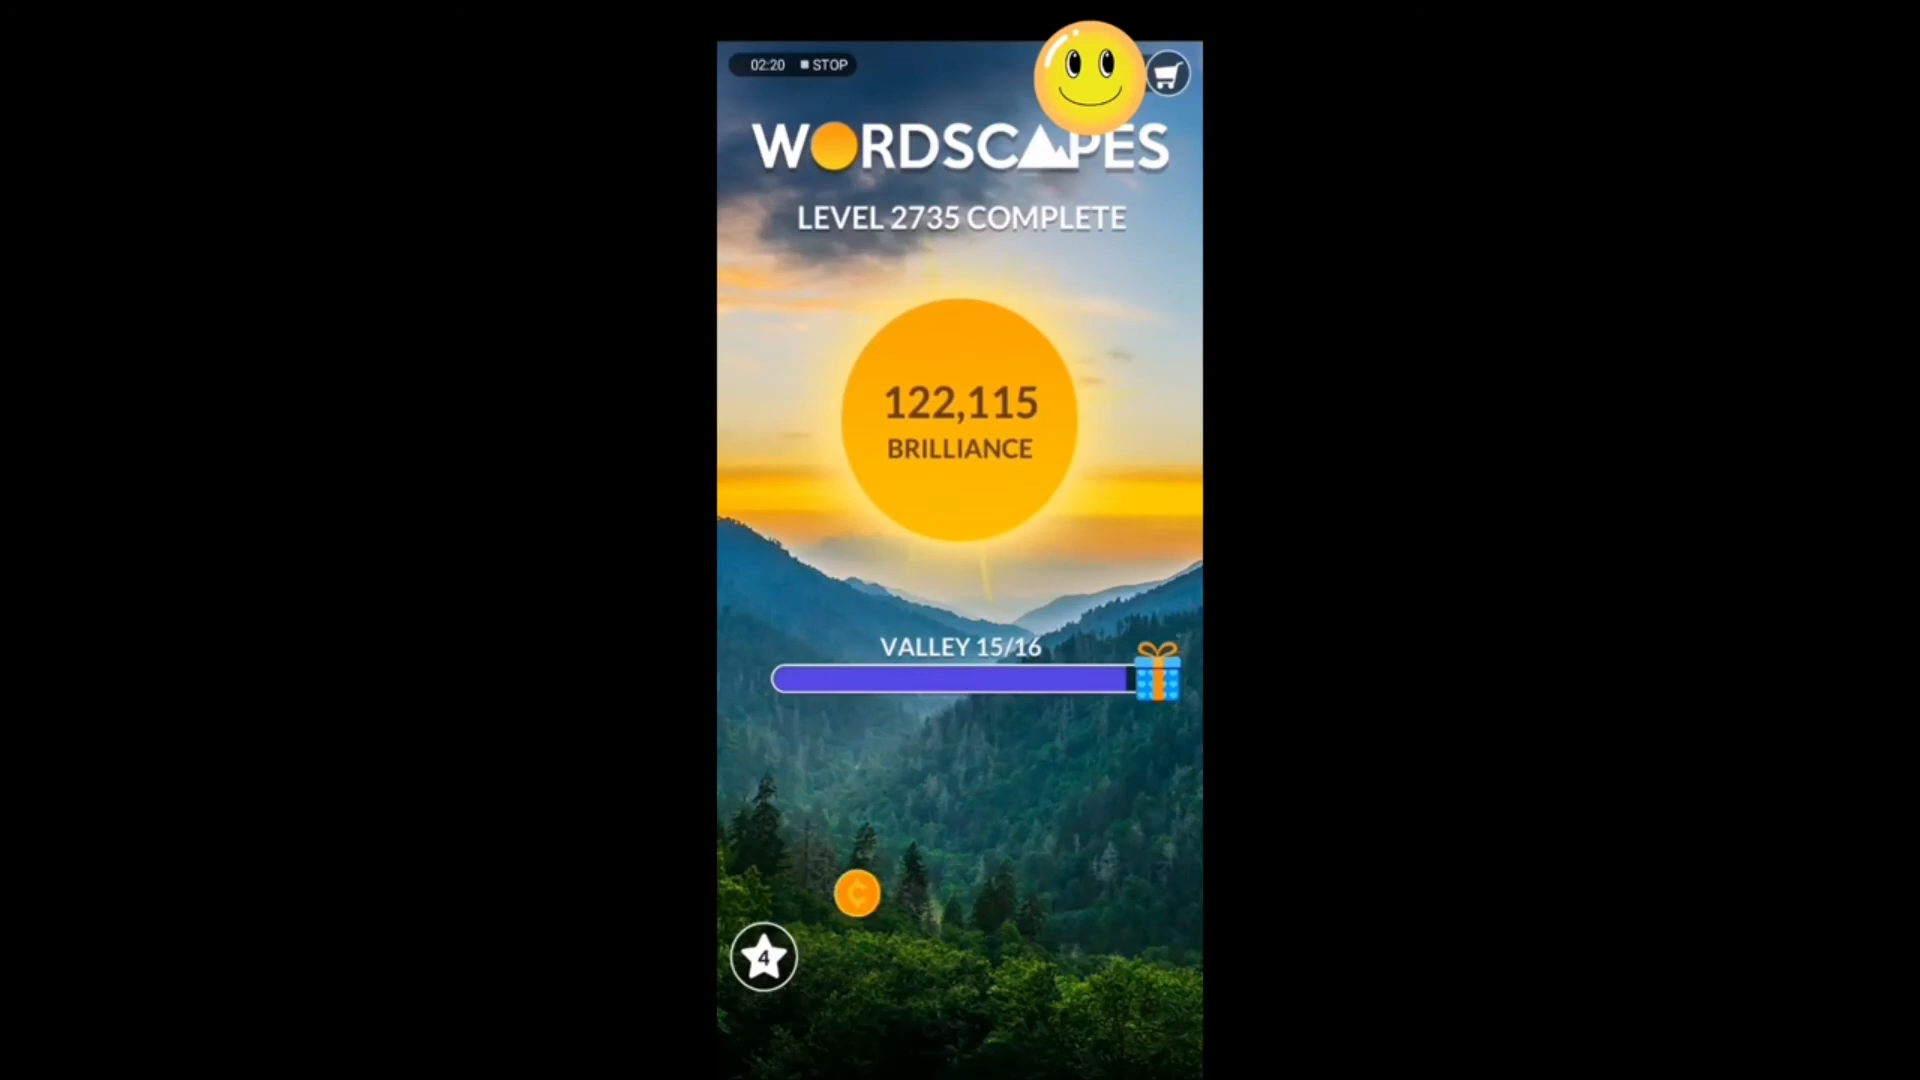 02:20 STOP
WORDSCAPES
LEVEL 2735 COMPLETE
122,115
BRILLIANCE
VALLEY 15/16
4